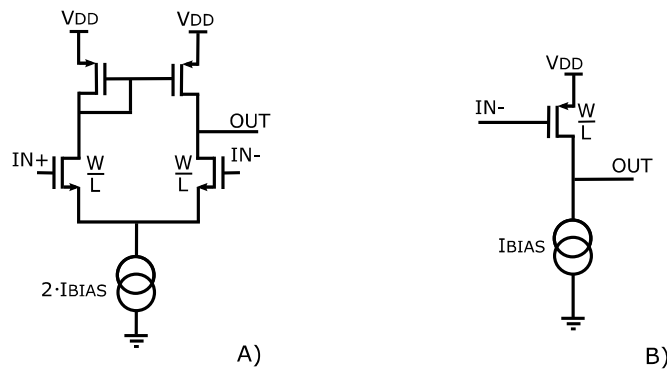 VDD VDD
OUT
IN+ W/L W/L IN-
2·IBIAS
A)
VDD
IN- W/L
OUT
IBIAS
B)